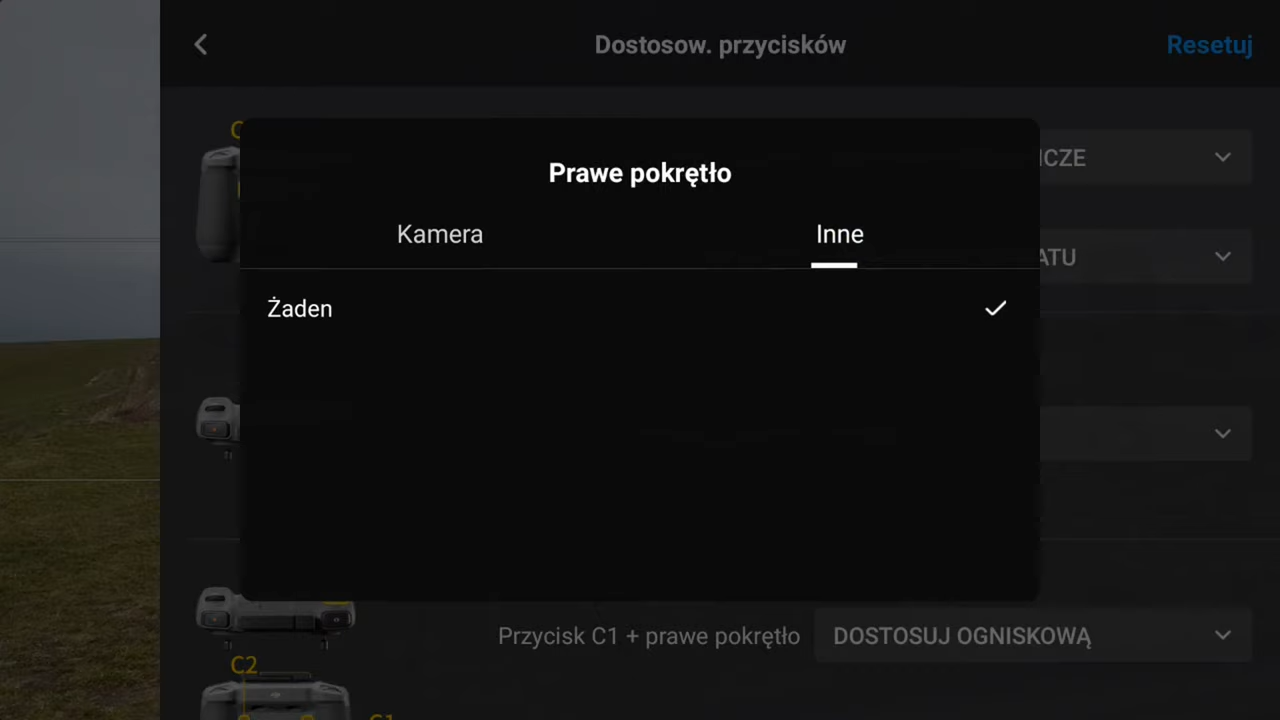 Dostosow. przycisków
Resetuj
Prawe pokrętło
Kamera
Inne
Żaden
Przycisk C1 + prawe pokrętło
DOSTOSUJ OGNISKOWĄ
C2